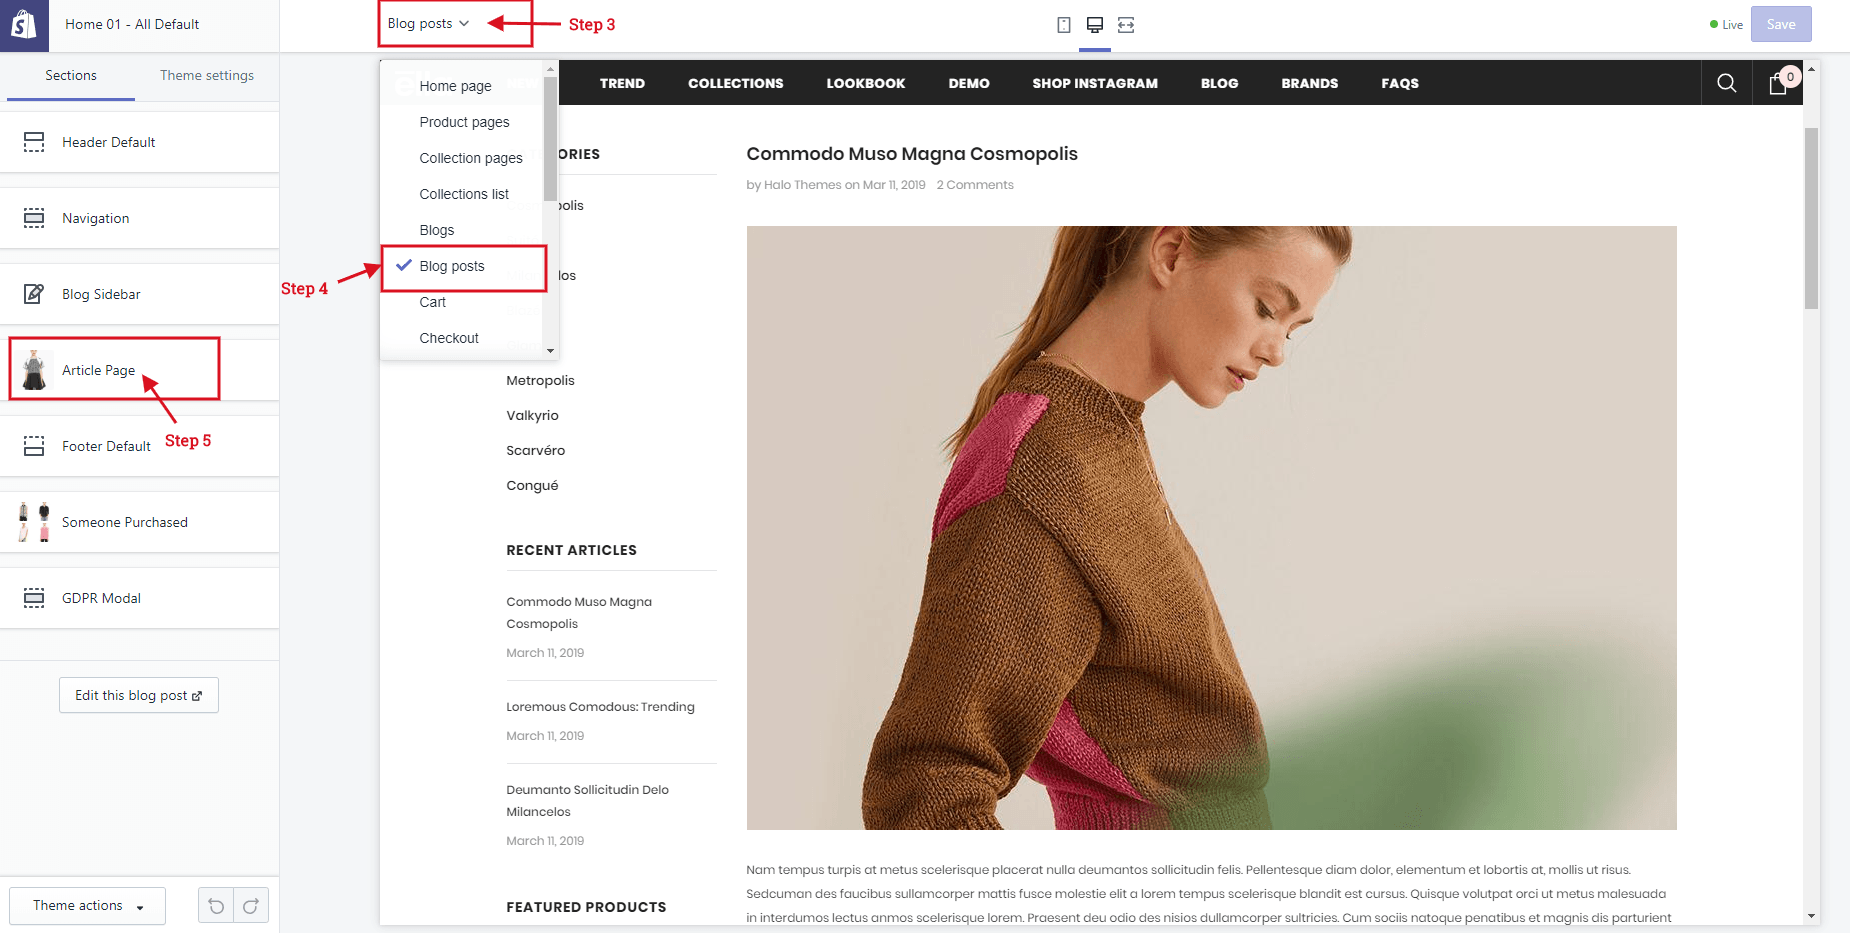 Home 01 - All Default
Blog posts
Step 3
Live
Save
Sections
Theme settings
Header Default
Navigation
Blog Sidebar
Article Page
Step 5
Footer Default
Someone Purchased
GDPR Modal
Edit this blog post
Theme actions
Home page
Product pages
Collection pages
Collections list
Blogs
Blog posts
Cart
Checkout
Step 4
TREND COLLECTIONS LOOKBOOK DEMO SHOP INSTAGRAM BLOG BRANDS FAQS
0
Metropolis
Valkyrio
Scarvéro
Congué
RECENT ARTICLES
Commodo Muso Magna
Cosmopolis
March 11, 2019
Loremous Comodous: Trending
March 11, 2019
Deumanto Sollicitudin Delo
Milancelos
March 11, 2019
FEATURED PRODUCTS
Commodo Muso Magna Cosmopolis
by Halo Themes on Mar 11, 2019 2 Comments
Nam tempus turpis at metus scelerisque placerat nulla deumantos sollicitudin felis. Pellentesque diam dolor, elementum et lobortis at, mollis ut risus.
Sedcuman des faucibus sullamcorper mattis fusce molestie elit a lorem tempus scelerisque blandit est cursus. Quisque volutpat orci ut metus malesuada
in interdumos lectus anmos scelerisque lorem. Praesent deu odio des nisios dullamcorper sultricies. Cum sociis natoque penatibus et magnis dis parturient